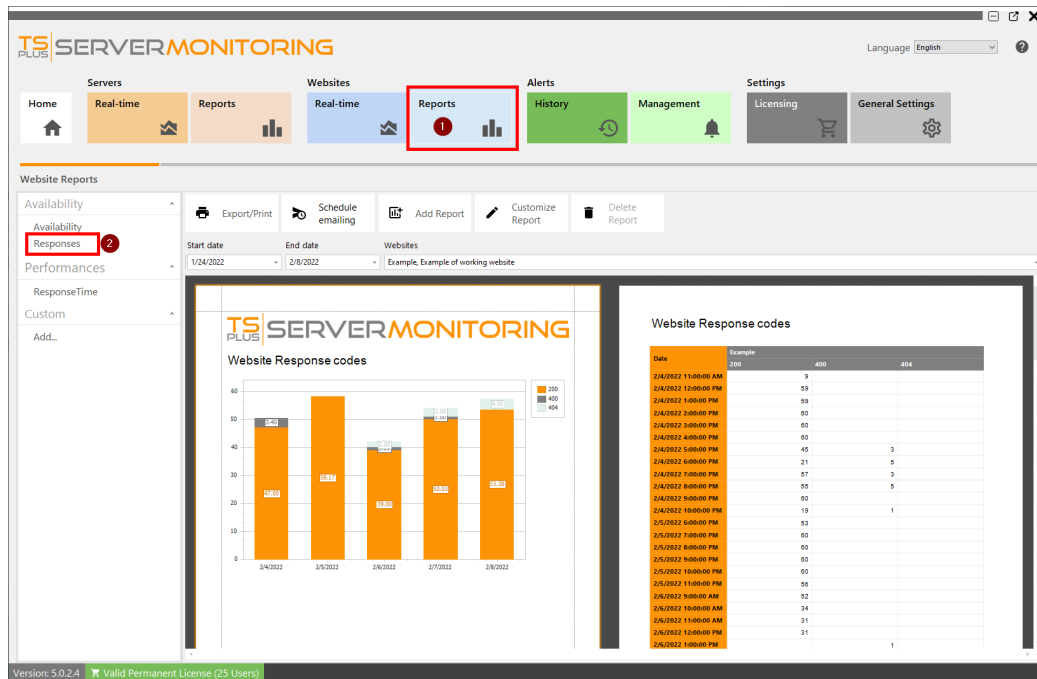 TS PLUS SERVERMONITORING
Language English
Servers
Websites
Alerts
Settings
Home
Real-time
Reports
Real-time
Reports
1
History
Management
Licensing
General Settings
Website Reports
Availability
Availability
Responses
2
Performances
ResponseTime
Custom
Add...
Export/Print
Schedule
emailing
Add Report
Customize
Report
Delete
Report
Start date
End date
Websites
1/24/2022
2/8/2022
Example, Example of working website
TS PLUS SERVERMONITORING
Website Response codes
60
50
40
30
20
10
0
3.40
47.00
58.17
39.00
50.03
4.00
53.38
2/4/2022
2/5/2022
2/6/2022
2/7/2022
2/8/2022
200
400
404
Website Response codes
Date
Example
200 400 404
2/4/2022 11:00:00 AM 9
2/4/2022 12:00:00 PM 59
2/4/2022 1:00:00 PM 59
2/4/2022 2:00:00 PM 60
2/4/2022 3:00:00 PM 60
2/4/2022 4:00:00 PM 60
2/4/2022 5:00:00 PM 45 3
2/4/2022 6:00:00 PM 21 5
2/4/2022 7:00:00 PM 57 3
2/4/2022 8:00:00 PM 55 5
2/4/2022 9:00:00 PM 60
2/4/2022 10:00:00 PM 19 1
2/5/2022 6:00:00 PM 53
2/5/2022 7:00:00 PM 60
2/5/2022 8:00:00 PM 60
2/5/2022 9:00:00 PM 60
2/5/2022 10:00:00 PM 60
2/5/2022 11:00:00 PM 56
2/6/2022 9:00:00 AM 52
2/6/2022 10:00:00 AM 34
2/6/2022 11:00:00 AM 31
2/6/2022 12:00:00 PM 31
2/6/2022 1:00:00 PM 1
Version: 5.0.2.4 Valid Permanent License (25 Users)